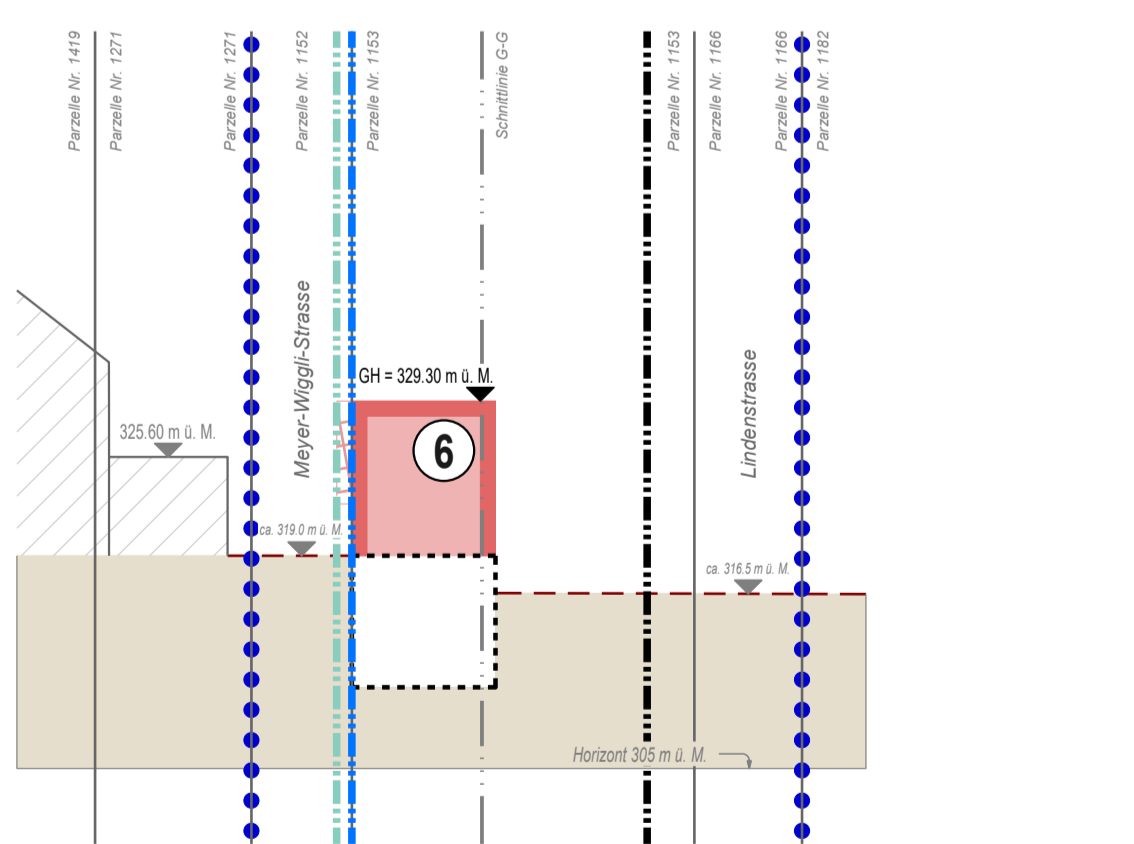 Parzelle Nr. 1419
Parzelle Nr. 1271
Parzelle Nr. 1271
Parzelle Nr. 1152
Parzelle Nr. 1153
Schnittlinie G-G
Parzelle Nr. 1153
Parzelle Nr. 1166
Parzelle Nr. 1166
Parzelle Nr. 1182
Meyer-Wiggli-Strasse
GH = 329.30 m ü. M.
Lindenstrasse
325.60 m ü. M.
6
ca. 319.0 m ü. M.
ca. 316.5 m ü. M.
Horizont 305 m ü. M.